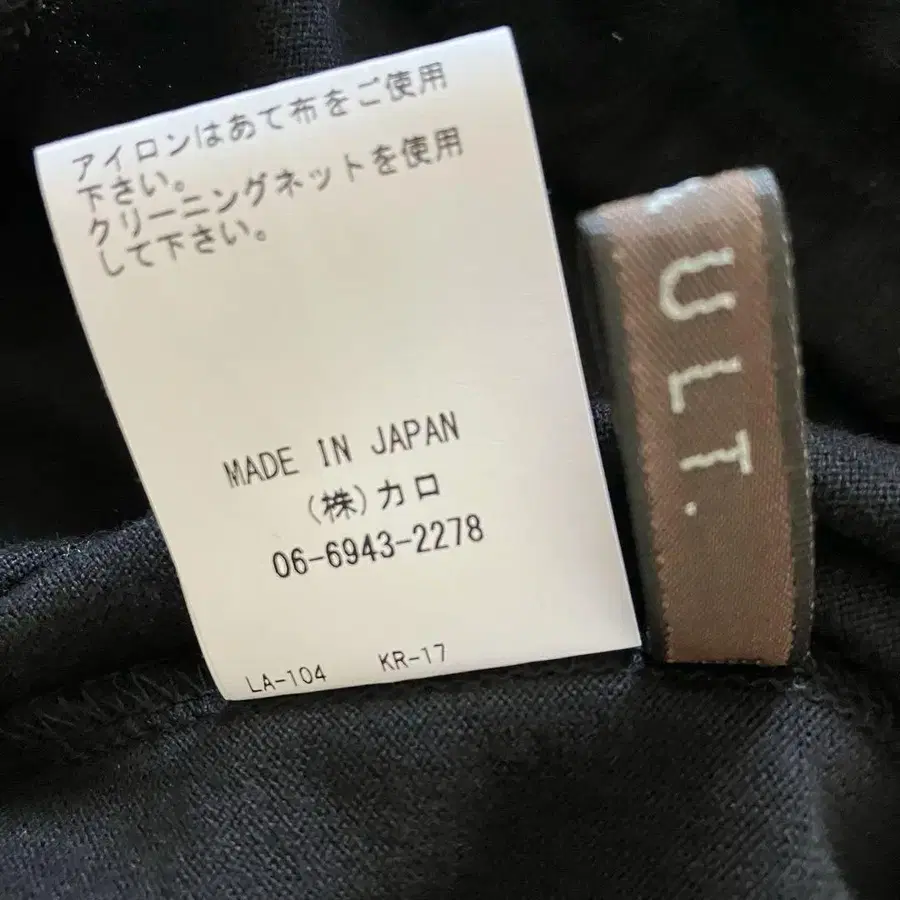 アイロンはあて布をご使用
下さい。
クリーニングネットを使用
して下さい。
MADE IN JAPAN
(株)カロ
06-6943-2278
LA-104 KR-17
ULT.